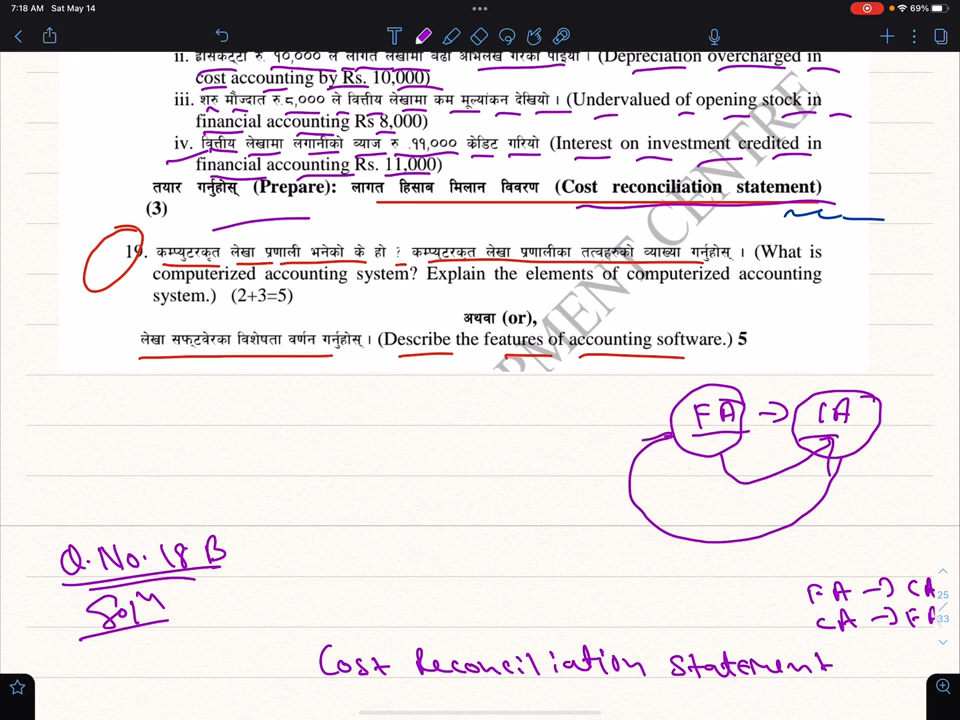 7:18 AM Sat May 14
69%
ii. ह्रासकट्टी रु १०,००० ले लागत लेखामा बढी अभिलेख गरेको पाइयो । (Depreciation overcharged in
cost accounting by Rs. 10,000)
iii. शुरु मौज्दात रु.८,००० ले वित्तीय लेखामा कम मूल्यांकन देखियो । (Undervalued of opening stock in
financial accounting Rs 8,000)
iv. वित्तीय लेखामा लगानीको व्याज रु .११,००० क्रेडिट गरियो (Interest on investment credited in
financial accounting Rs. 11,000)
तयार गर्नुहोस् (Prepare): लागत हिसाब मिलान विवरण (Cost reconciliation statement)
(3)
19. कम्प्युटरकृत लेखा प्रणाली भनेको के हो ? कम्प्युटरकृत लेखा प्रणालीका तत्वहरुको व्याख्या गर्नुहोस् । (What is
computerized accounting system? Explain the elements of computerized accounting
system.) (2+3=5)
अथवा (or),
लेखा सफ्टवेरका विशेषता वर्णन गर्नुहोस् । (Describe the features of accounting software.) 5
PMENT CENTRE
FA → CA
Q. No. 18 B
Solⁿ
FA → CA
CA → FA
25
33
Cost Reconciliation Statement